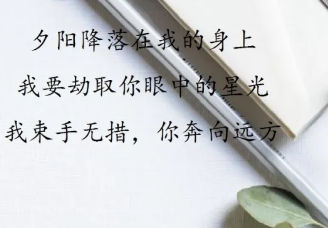 夕阳降落在我的身上
我要劫取你眼中的星光
我束手无措，你奔向远方